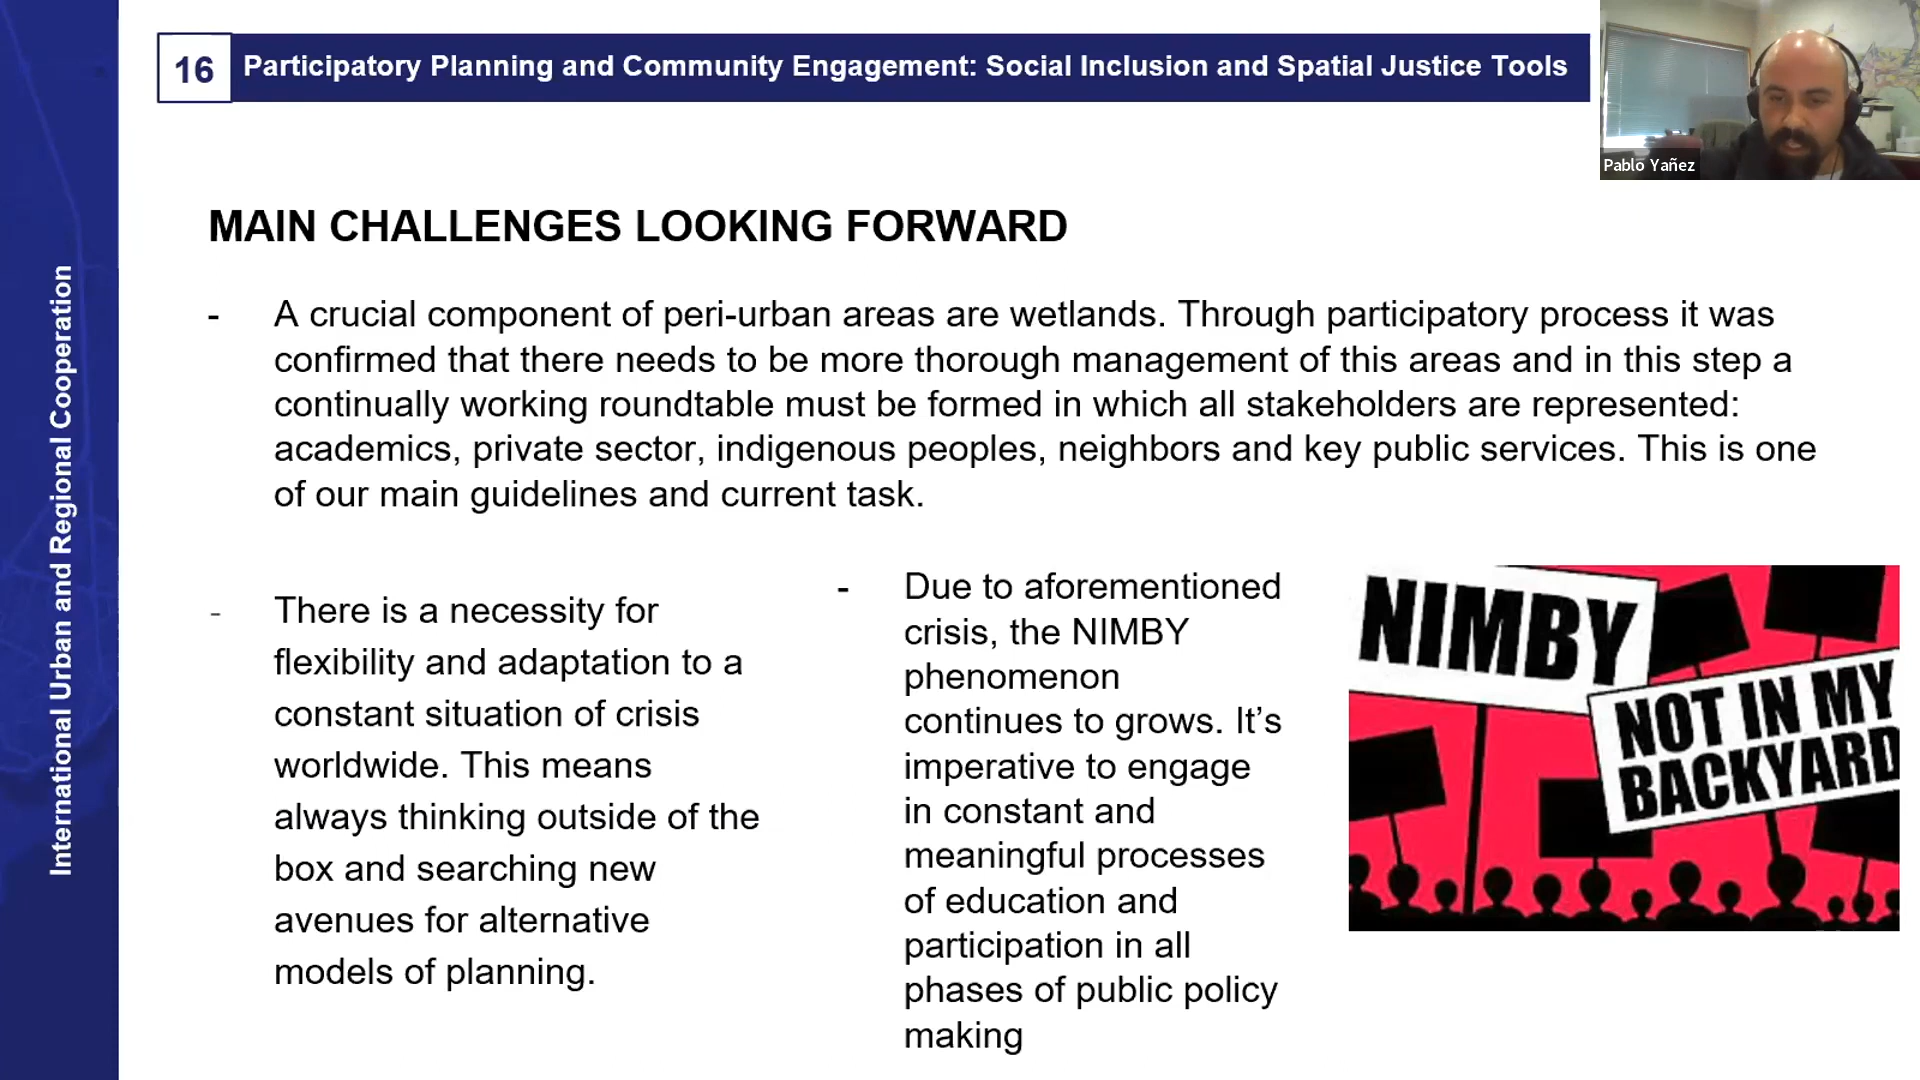 16
Participatory Planning and Community Engagement: Social Inclusion and Spatial Justice Tools
Pablo Yañez
International Urban and Regional Cooperation
MAIN CHALLENGES LOOKING FORWARD
- A crucial component of peri-urban areas are wetlands. Through participatory process it was
confirmed that there needs to be more thorough management of this areas and in this step a
continually working roundtable must be formed in which all stakeholders are represented:
academics, private sector, indigenous peoples, neighbors and key public services. This is one
of our main guidelines and current task.
- There is a necessity for
flexibility and adaptation to a
constant situation of crisis
worldwide. This means
always thinking outside of the
box and searching new
avenues for alternative
models of planning.
- Due to aforementioned
crisis, the NIMBY
phenomenon
continues to grows. It’s
imperative to engage
in constant and
meaningful processes
of education and
participation in all
phases of public policy
making
NIMBY
NOT IN MY
BACKYARD